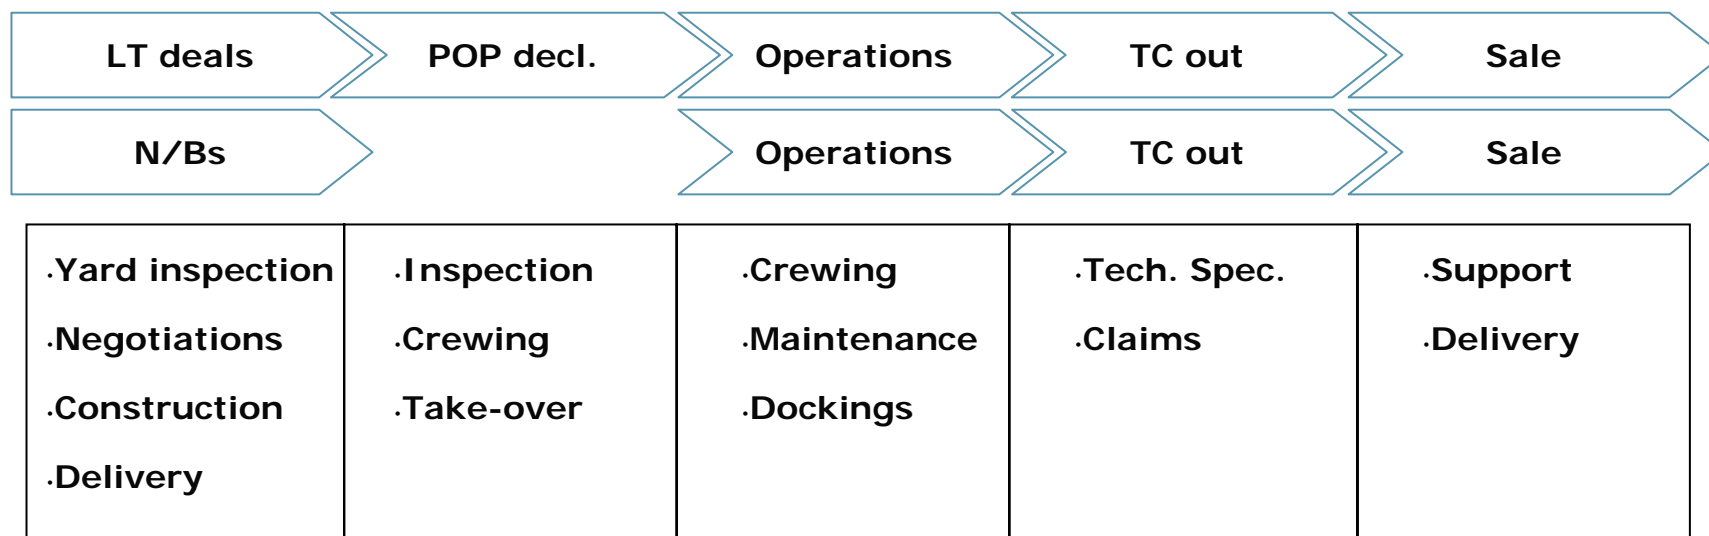 LT deals POP decl. Operations TC out Sale
N/Bs Operations TC out Sale
·Yard inspection ·Inspection ·Crewing ·Tech. Spec. ·Support
·Negotiations ·Crewing ·Maintenance ·Claims ·Delivery
·Construction ·Take-over ·Dockings
·Delivery